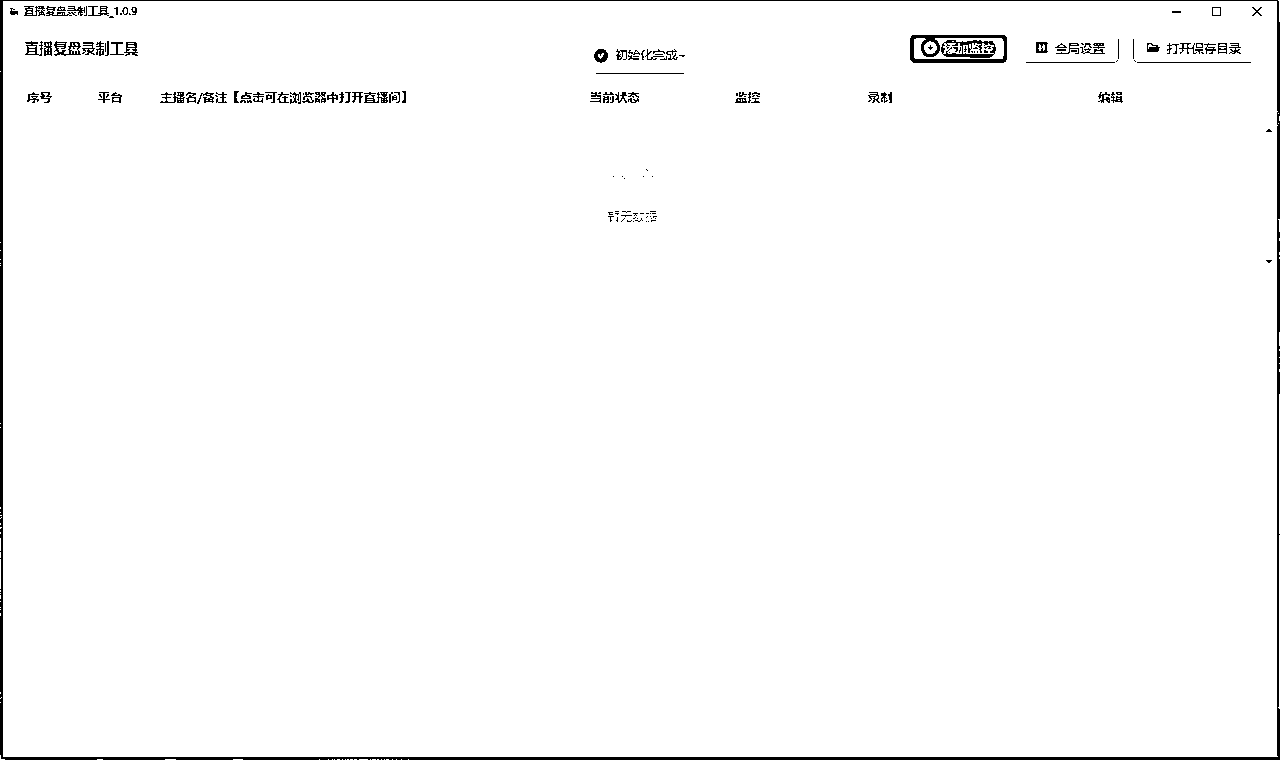 直播复盘录制工具_1.0.9
直播复盘录制工具
初始化完成~
添加监控
全局设置
打开保存目录
序号 平台 主播名/备注【点击可在浏览器中打开直播间】 当前状态 监控 录制 编辑
暂无数据